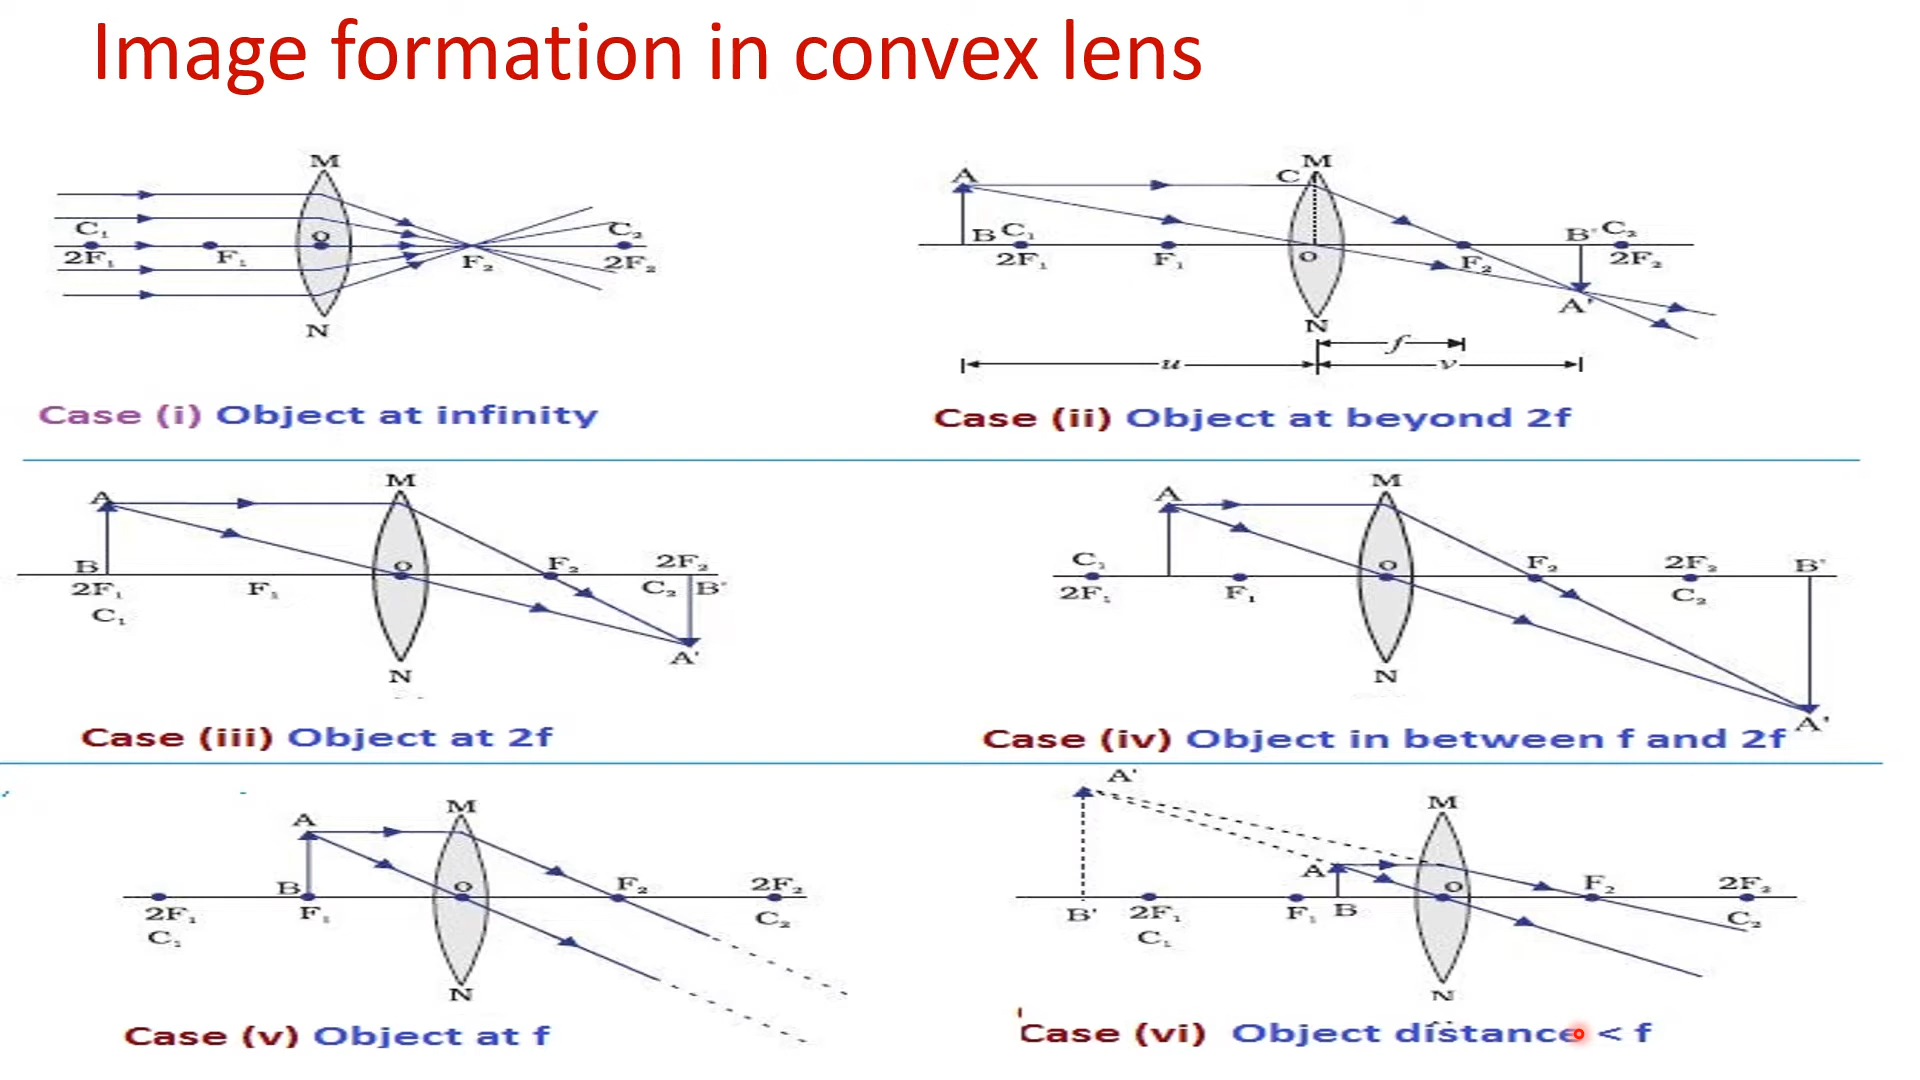 Image formation in convex lens
M
C₁ O C₂
2F₁ F₁ F₂ 2F₂
N
Case (i) Object at infinity
M
A C
B C₁ B' C₂
2F₁ F₁ O F₂ 2F₂
A'
N
f
u v
Case (ii) Object at beyond 2f
M
A
B O F₂ 2F₂
2F₁ F₁ C₂ B'
C₁
A'
N
Case (iii) Object at 2f
M
A
C₁ O F₂ 2F₂ B'
2F₁ F₁ C₂
N
A'
Case (iv) Object in between f and 2f
M
A
B O F₂ 2F₂
2F₁ F₁ C₂
C₁
N
Case (v) Object at f
A'
M
A O F₂ 2F₂
B' 2F₁ F₁ B C₂
C₁
N
Case (vi) Object distance < f